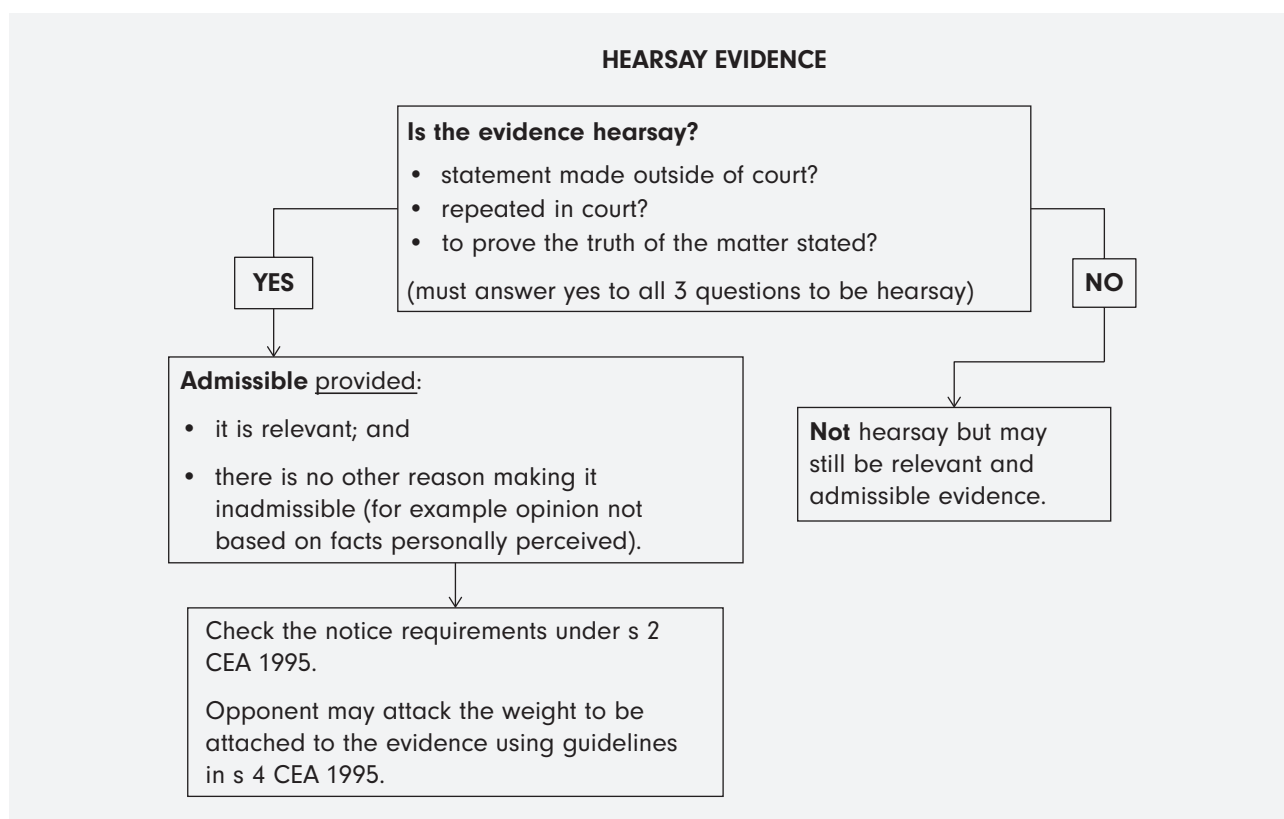 HEARSAY EVIDENCE
Is the evidence hearsay?
• statement made outside of court?
• repeated in court?
• to prove the truth of the matter stated?
(must answer yes to all 3 questions to be hearsay)
YES
NO
Admissible provided:
• it is relevant; and
• there is no other reason making it
inadmissible (for example opinion not
based on facts personally perceived).
Not hearsay but may
still be relevant and
admissible evidence.
Check the notice requirements under s 2
CEA 1995.
Opponent may attack the weight to be
attached to the evidence using guidelines
in s 4 CEA 1995.